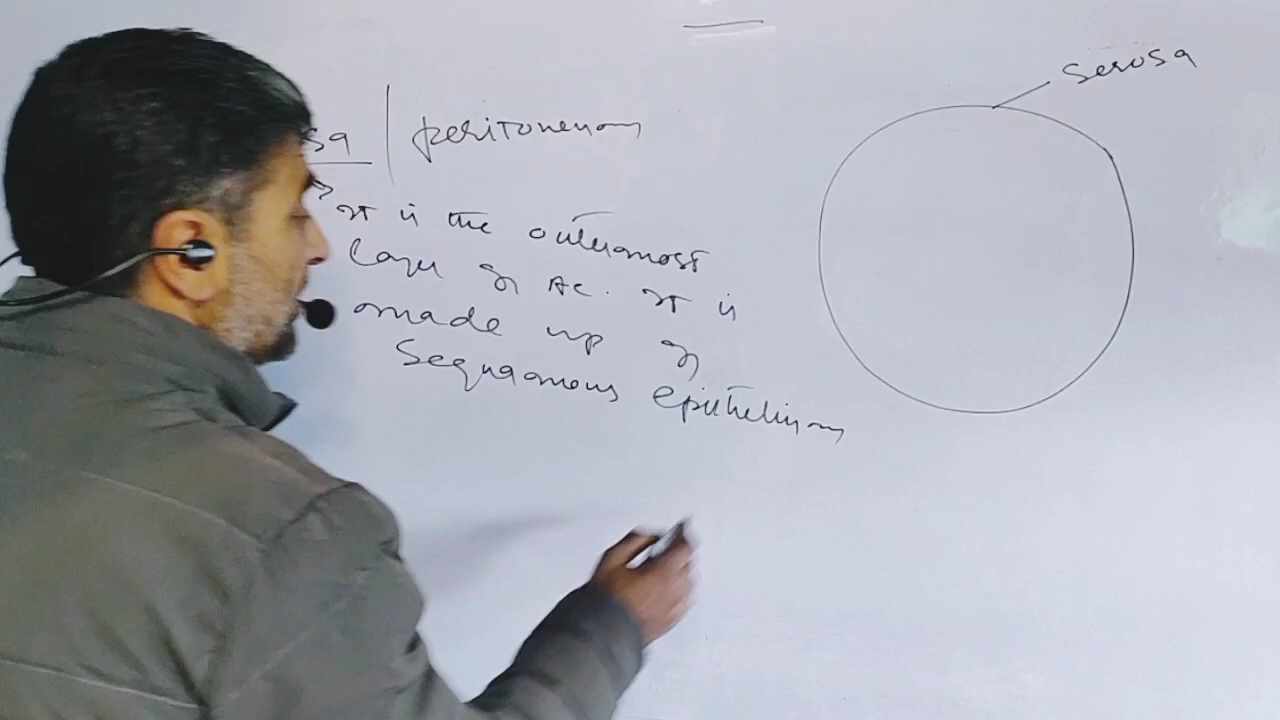 Serosa
sa | peritoneum
→ It is the outermost
layer of AC. It is
made up of
Sequamous epithelium